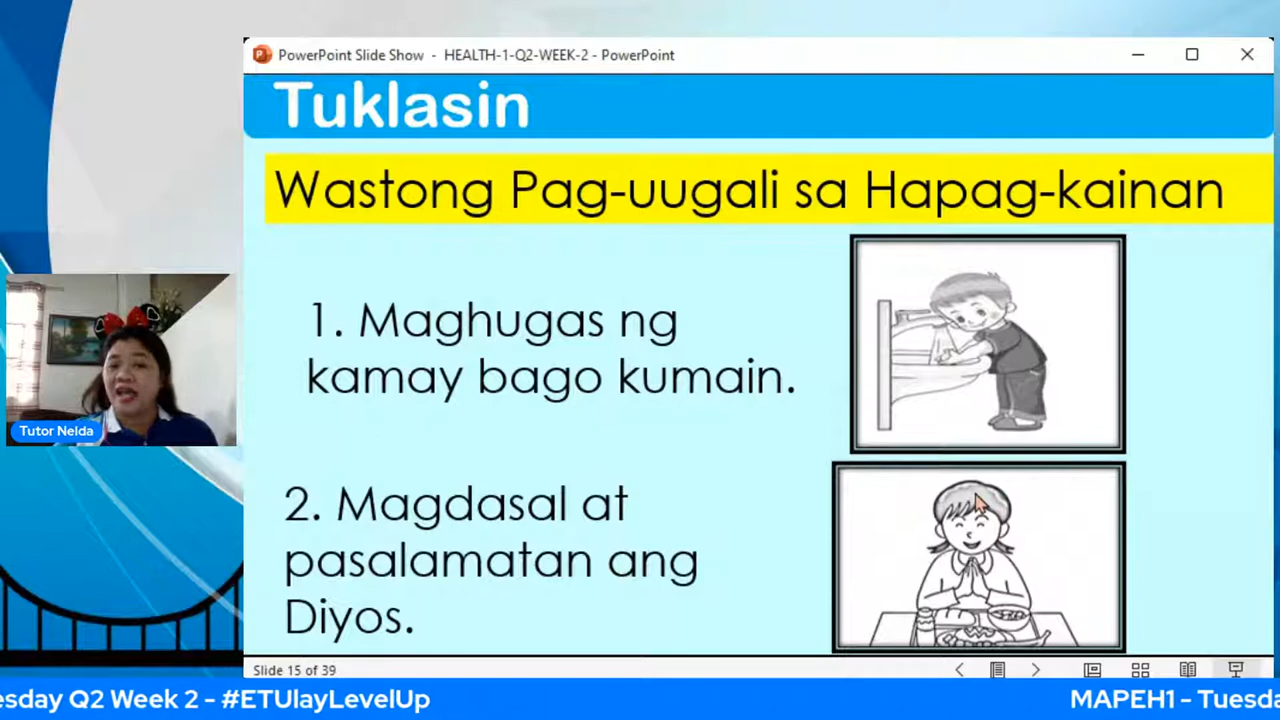 PowerPoint Slide Show - HEALTH-1-Q2-WEEK-2 - PowerPoint
Tuklasin
Wastong Pag-uugali sa Hapag-kainan
1. Maghugas ng
kamay bago kumain.
2. Magdasal at
pasalamatan ang
Diyos.
Tutor Nelda
Slide 15 of 39
esday Q2 Week 2 - #ETUlayLevelUp
MAPEH1 - Tuesda